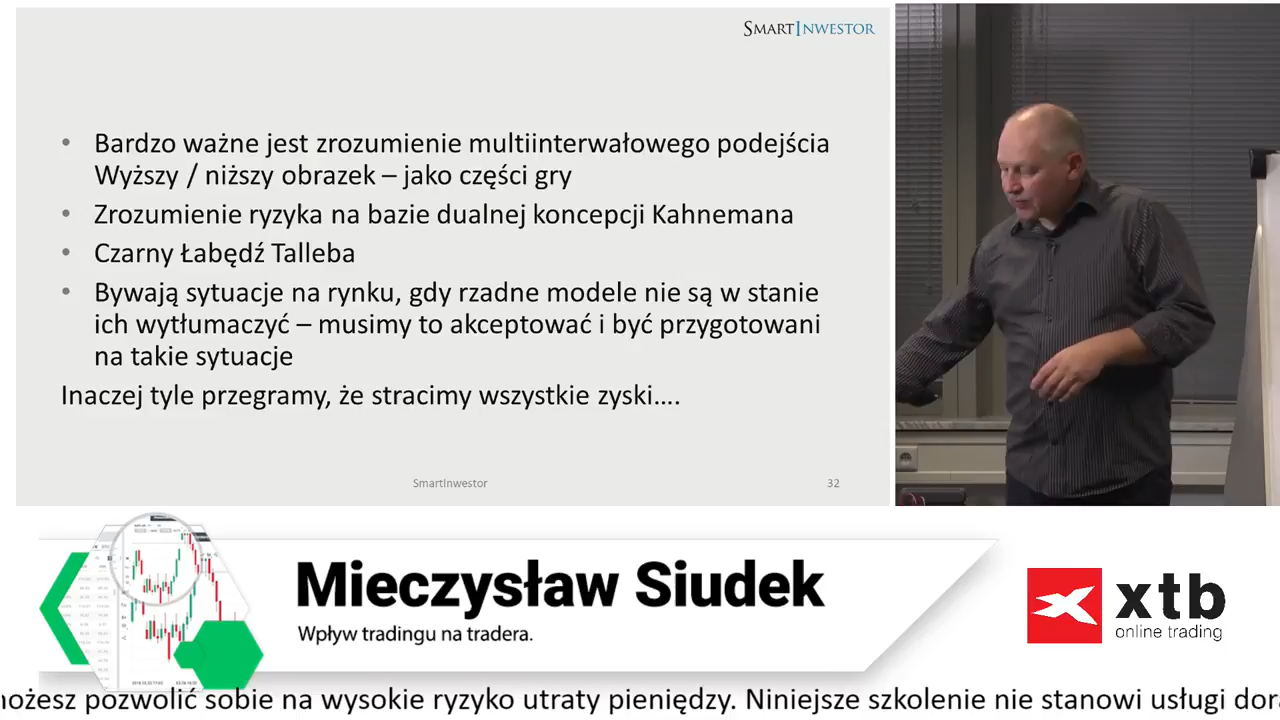 SMARTINWESTOR
Bardzo ważne jest zrozumienie multiinterwałowego podejścia
Wyższy / niższy obrazek – jako części gry
Zrozumienie ryzyka na bazie dualnej koncepcji Kahnemana
Czarny Łabędź Talleba
Bywają sytuacje na rynku, gdy rzadne modele nie są w stanie
ich wytłumaczyć – musimy to akceptować i być przygotowani
na takie sytuacje
Inaczej tyle przegramy, że stracimy wszystkie zyski....
SmartInwestor
32
Mieczysław Siudek
Wpływ tradingu na tradera.
xtb
online trading
możesz pozwolić sobie na wysokie ryzyko utraty pieniędzy. Niniejsze szkolenie nie stanowi usługi dora